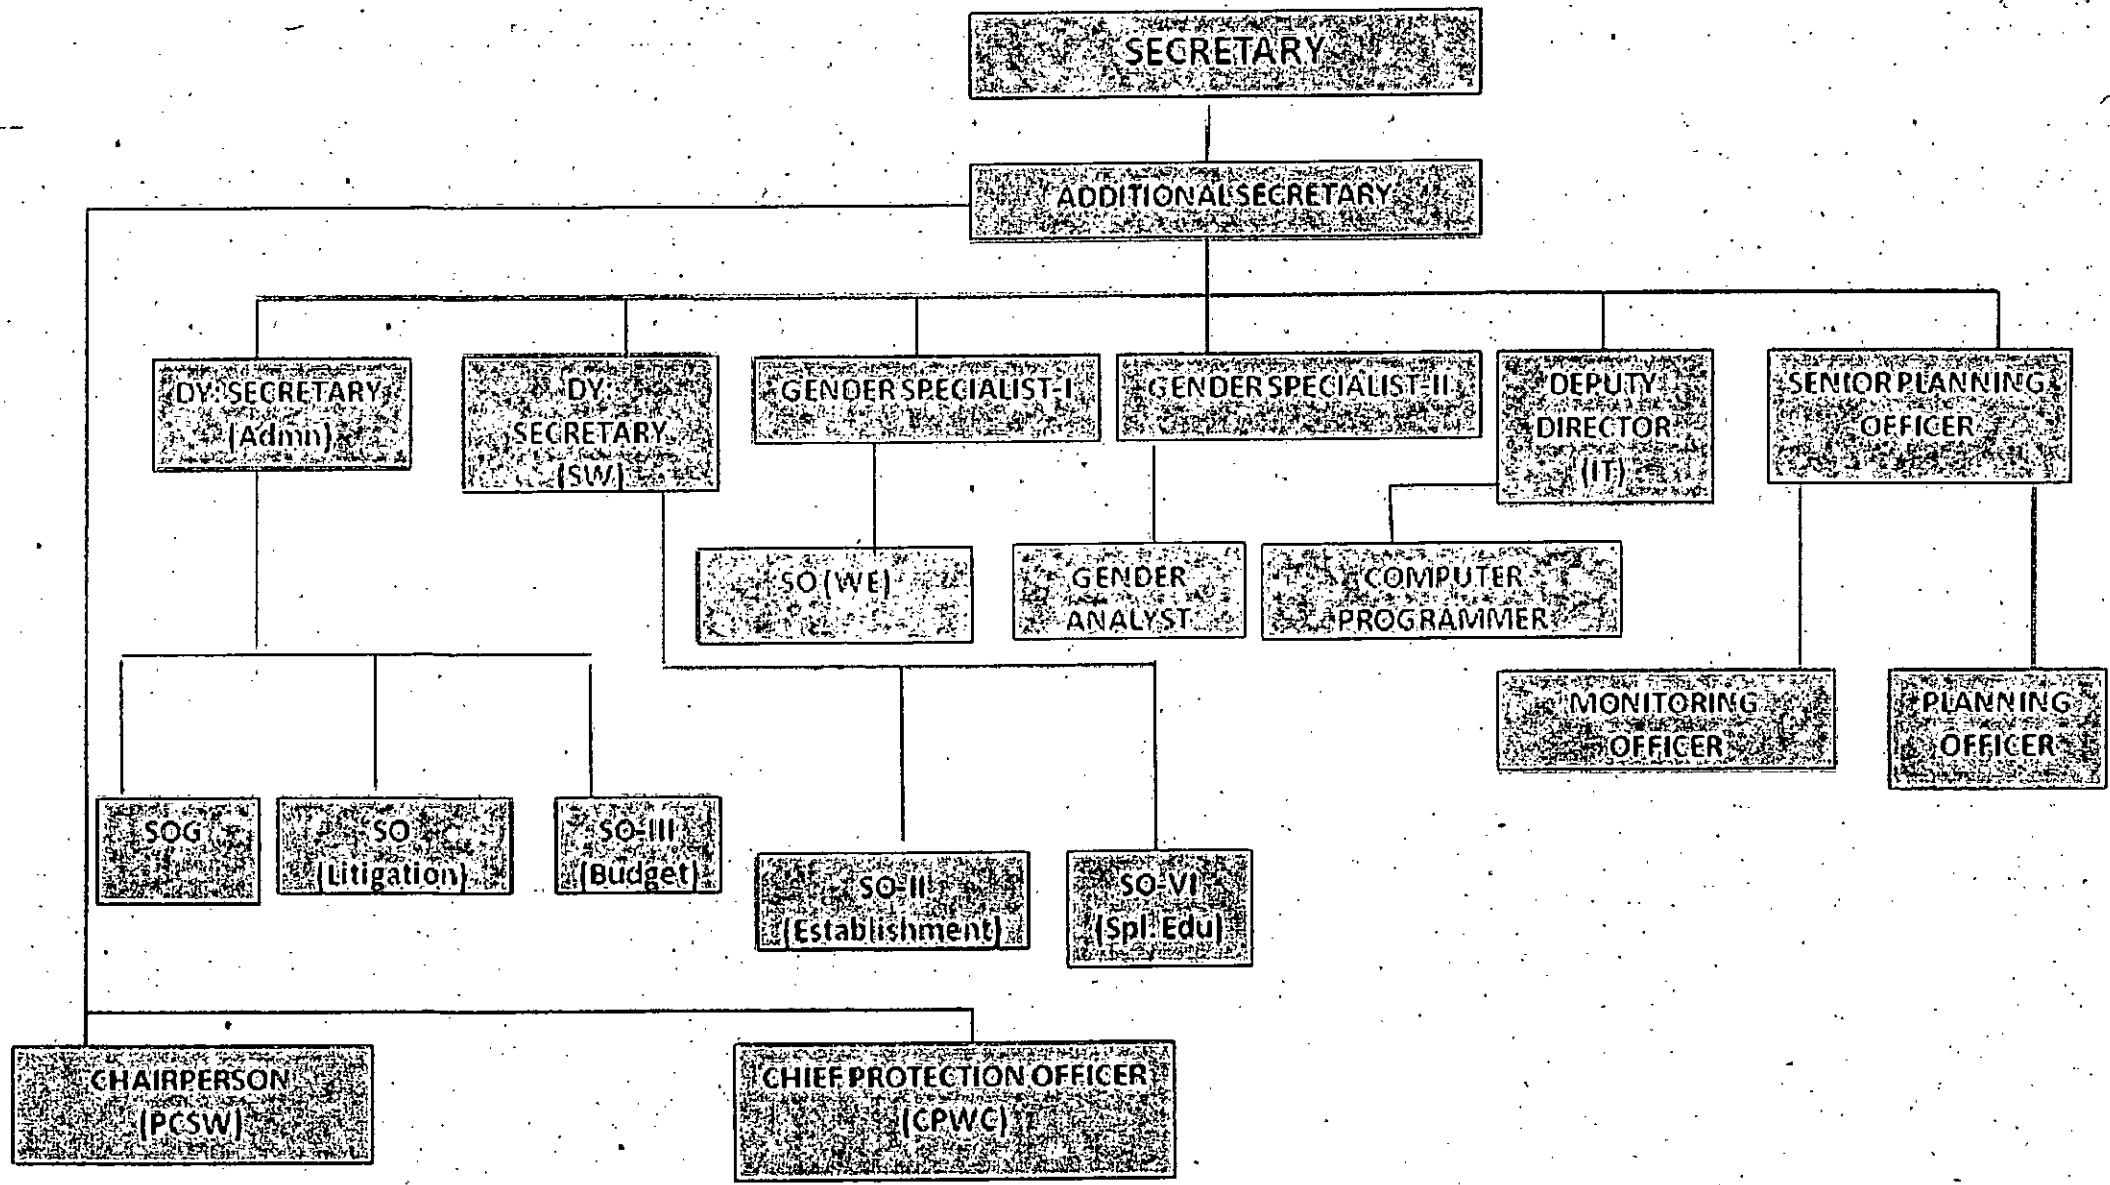 SECRETARY
ADDITIONAL SECRETARY
DY: SECRETARY
(Admn)
DY:
SECRETARY
(SW)
GENDER SPECIALIST-I
GENDER SPECIALIST-II
DEPUTY
DIRECTOR
(IT)
SENIOR PLANNING
OFFICER
SO (WE)
GENDER
ANALYST
COMPUTER
PROGRAMMER
MONITORING
OFFICER
PLANNING
OFFICER
SOG
SO
(Litigation)
SO-III
(Budget)
SO-II
(Establishment)
SO-VI
(Spl. Edu)
CHAIRPERSON
(PCSW)
CHIEF PROTECTION OFFICER
(CPWC)